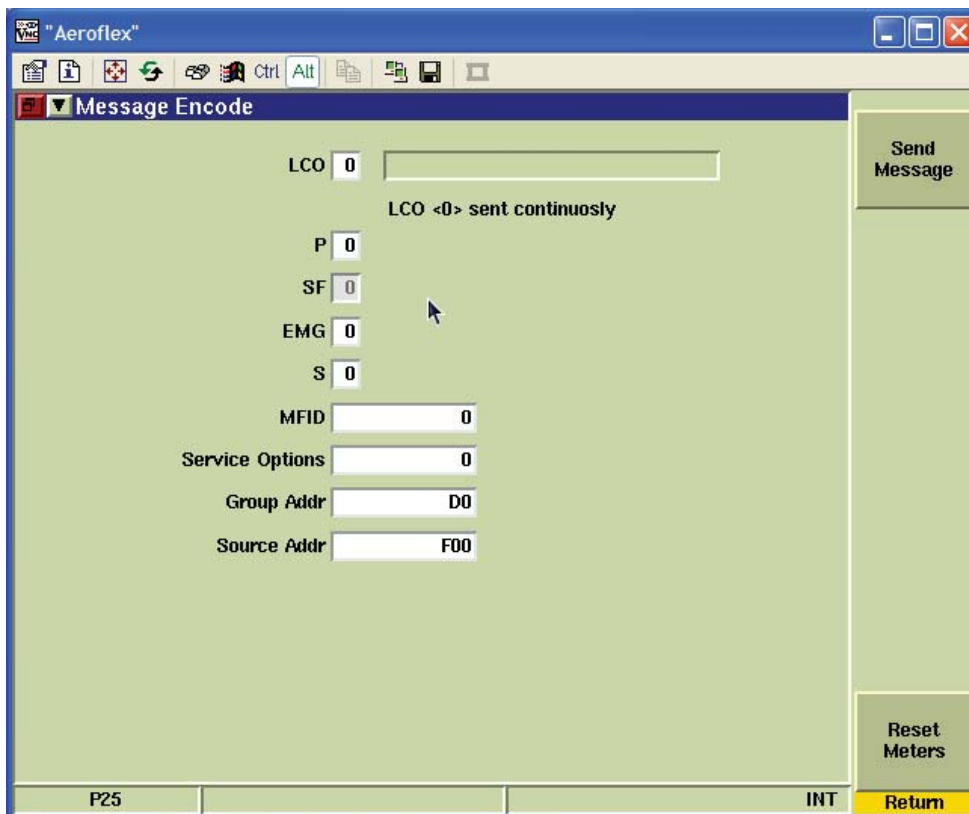 "Aeroflex"
Ctrl Alt
Message Encode
LCO 0
LCO <0> sent continuosly
P 0
SF 0
EMG 0
S 0
MFID 0
Service Options 0
Group Addr D0
Source Addr F00
Send
Message
Reset
Meters
P25 INT Return